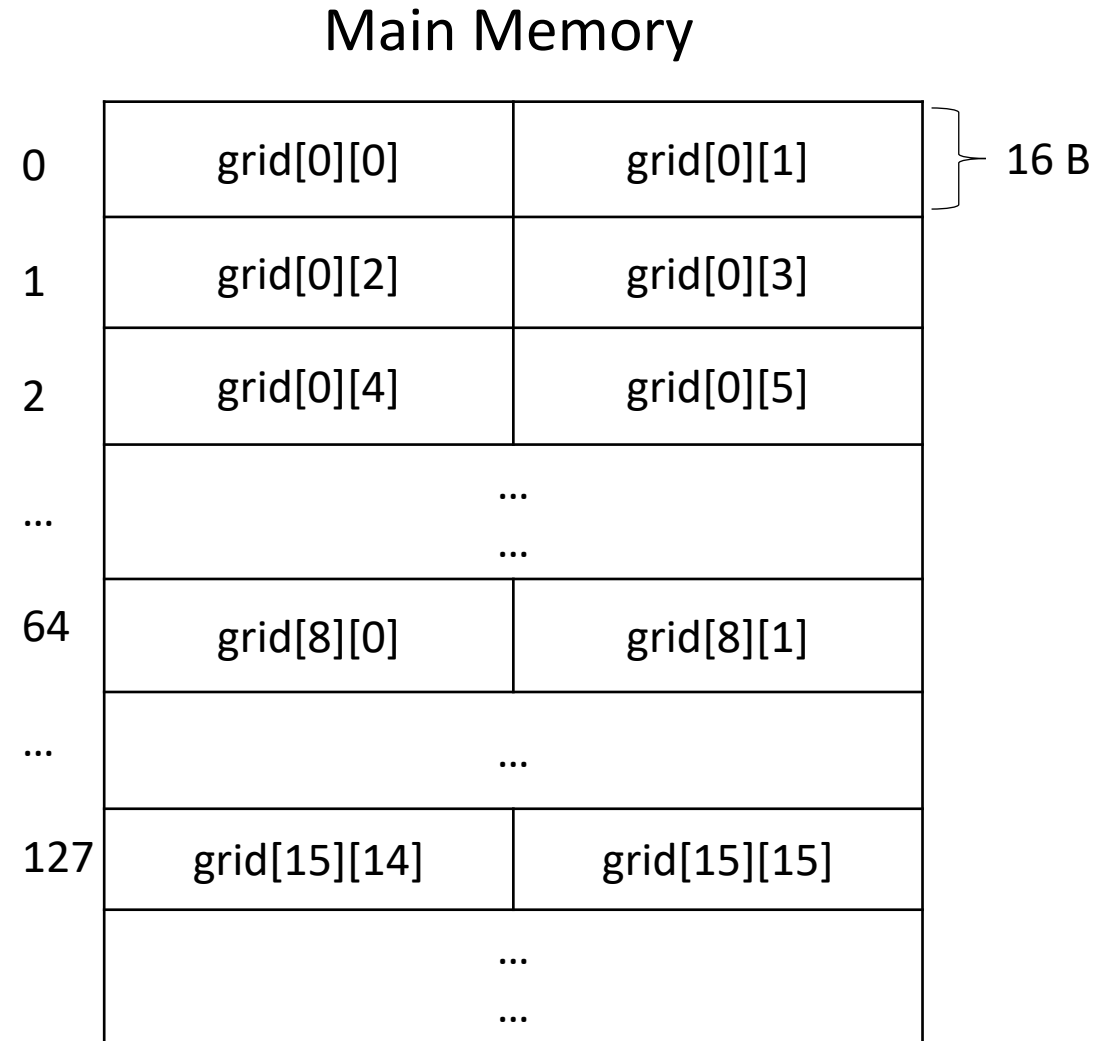 Main Memory
0 grid[0][0] grid[0][1] 16 B
1 grid[0][2] grid[0][3]
2 grid[0][4] grid[0][5]
… …
…
64 grid[8][0] grid[8][1]
… …
127 grid[15][14] grid[15][15]
…
…